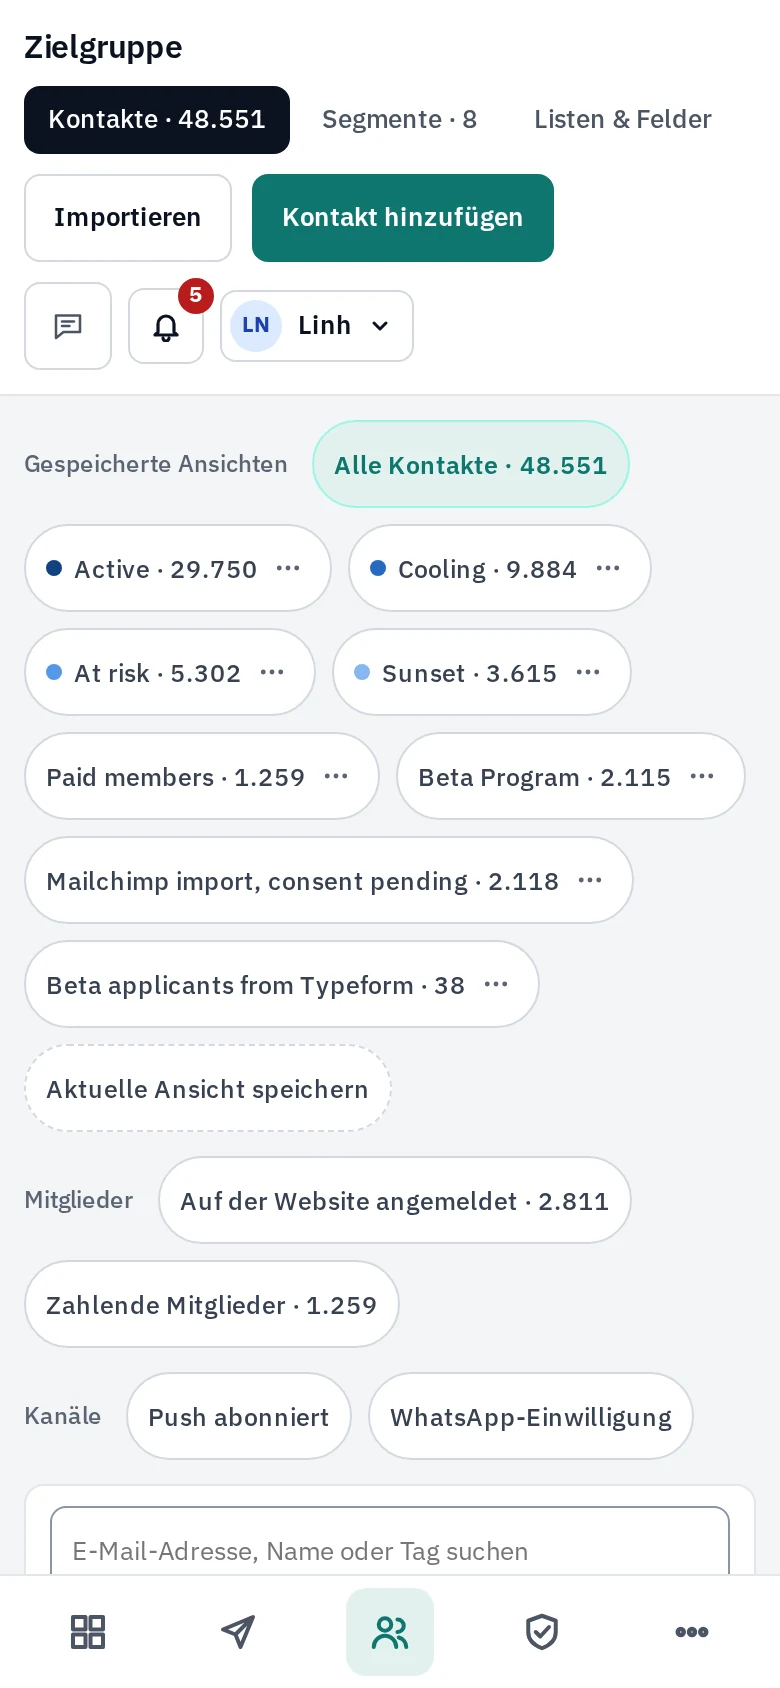 Zielgruppe
Kontakte · 48.551
Segmente · 8
Listen & Felder
Importieren
Kontakt hinzufügen
5
LN
Linh
Gespeicherte Ansichten
Alle Kontakte · 48.551
Active · 29.750
Cooling · 9.884
At risk · 5.302
Sunset · 3.615
Paid members · 1.259
Beta Program · 2.115
Mailchimp import, consent pending · 2.118
Beta applicants from Typeform · 38
Aktuelle Ansicht speichern
Mitglieder
Auf der Website angemeldet · 2.811
Zahlende Mitglieder · 1.259
Kanäle
Push abonniert
WhatsApp-Einwilligung
E-Mail-Adresse, Name oder Tag suchen